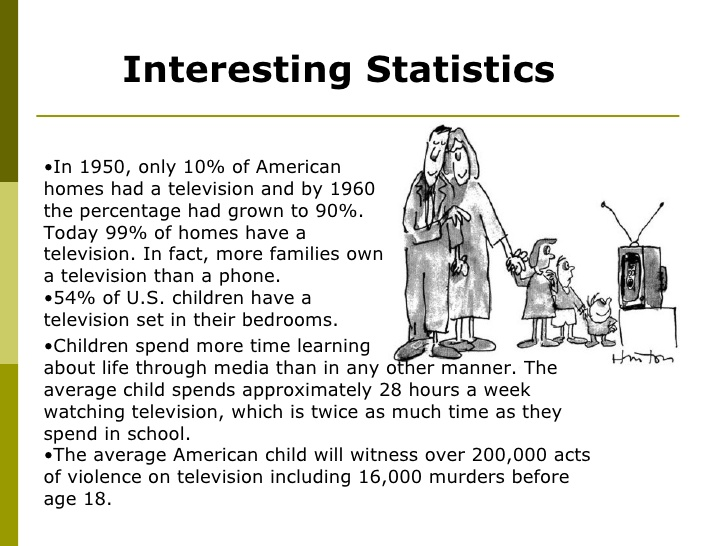 Interesting Statistics
•In 1950, only 10% of American
homes had a television and by 1960
the percentage had grown to 90%.
Today 99% of homes have a
television. In fact, more families own
a television than a phone.
•54% of U.S. children have a
television set in their bedrooms.
•Children spend more time learning
about life through media than in any other manner. The
average child spends approximately 28 hours a week
watching television, which is twice as much time as they
spend in school.
•The average American child will witness over 200,000 acts
of violence on television including 16,000 murders before
age 18.